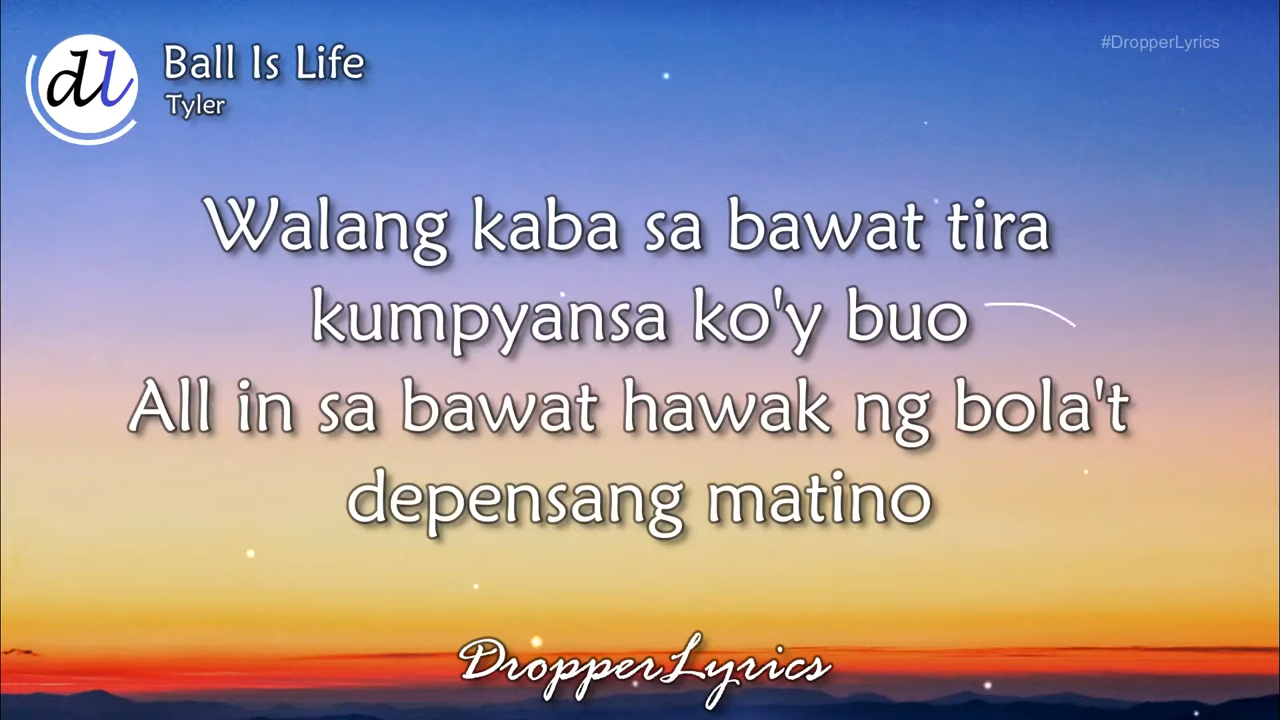 dl
Ball Is Life
Tyler
#DropperLyrics
Walang kaba sa bawat tira
kumpyansa ko'y buo
All in sa bawat hawak ng bola't
depensang matino
DropperLyrics